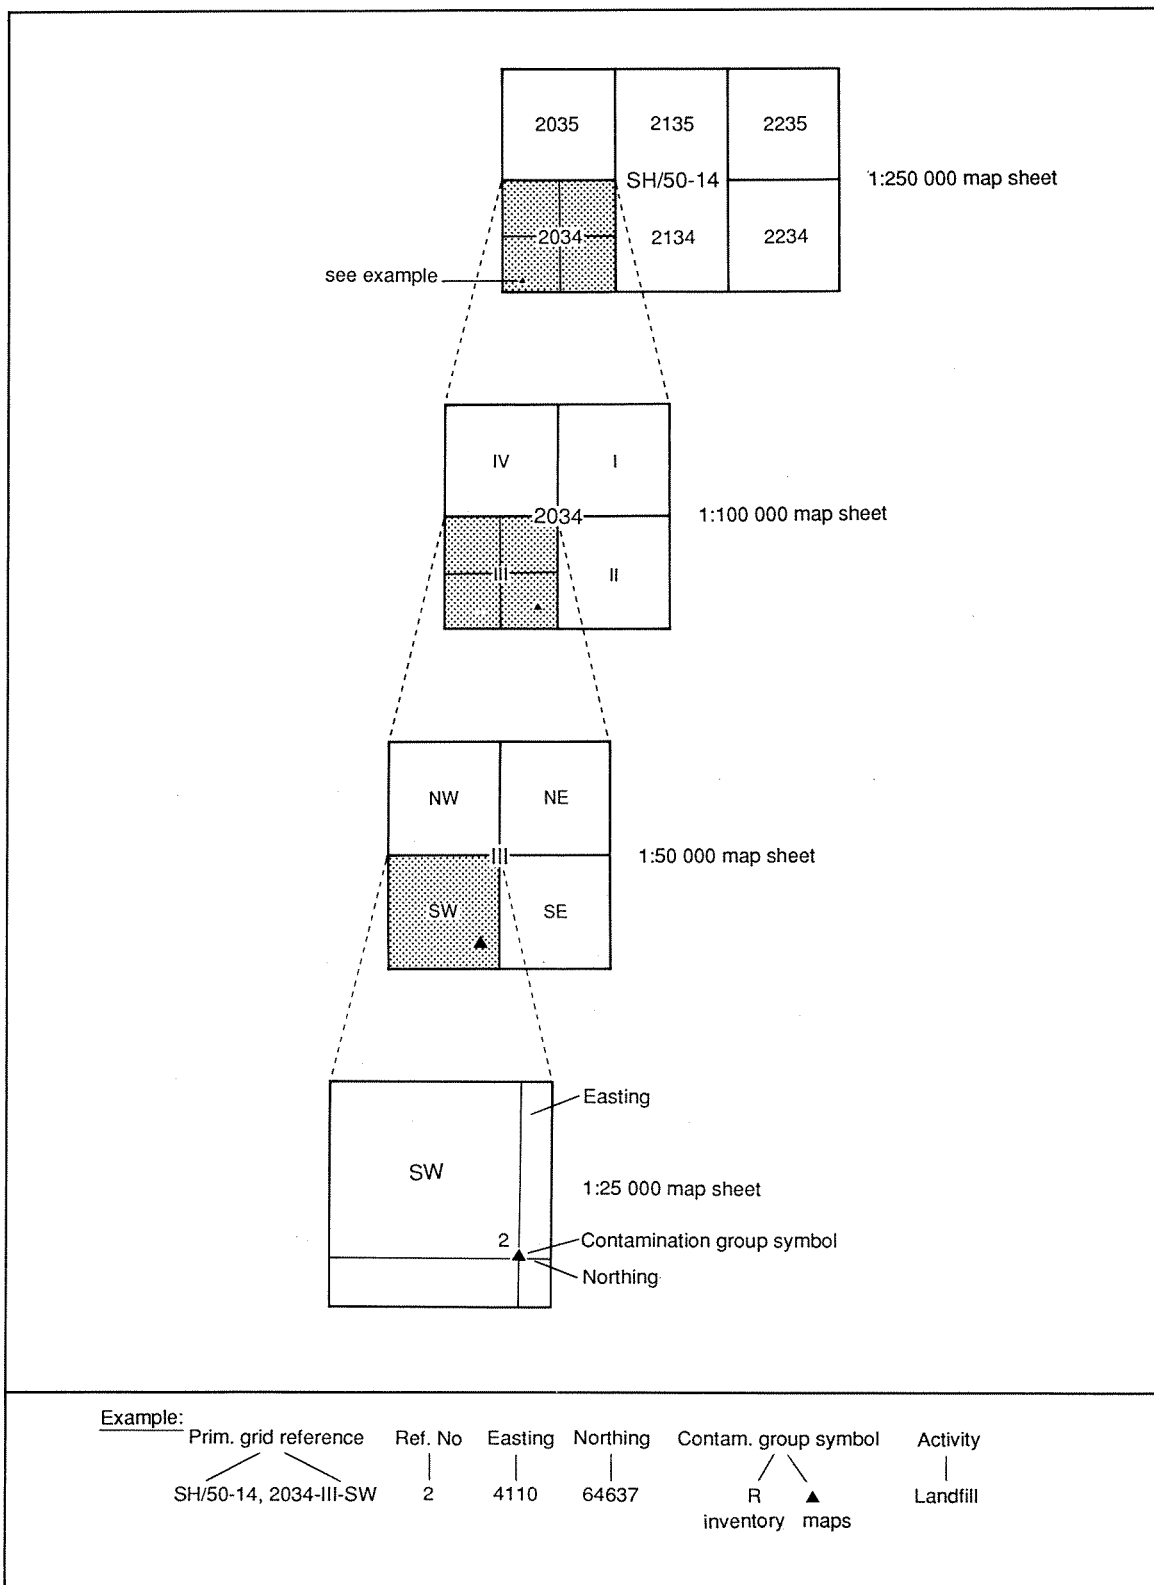 2035 2135 2235
SH/50-14 1:250 000 map sheet
2034 2134 2234
see example
IV I
2034 1:100 000 map sheet
III II
NW NE
III 1:50 000 map sheet
SW SE
Easting
SW
1:25 000 map sheet
2 Contamination group symbol
Northing
Example:
Prim. grid reference Ref. No Easting Northing Contam. group symbol Activity
SH/50-14, 2034-III-SW 2 4110 64637 R ▲ Landfill
inventory maps